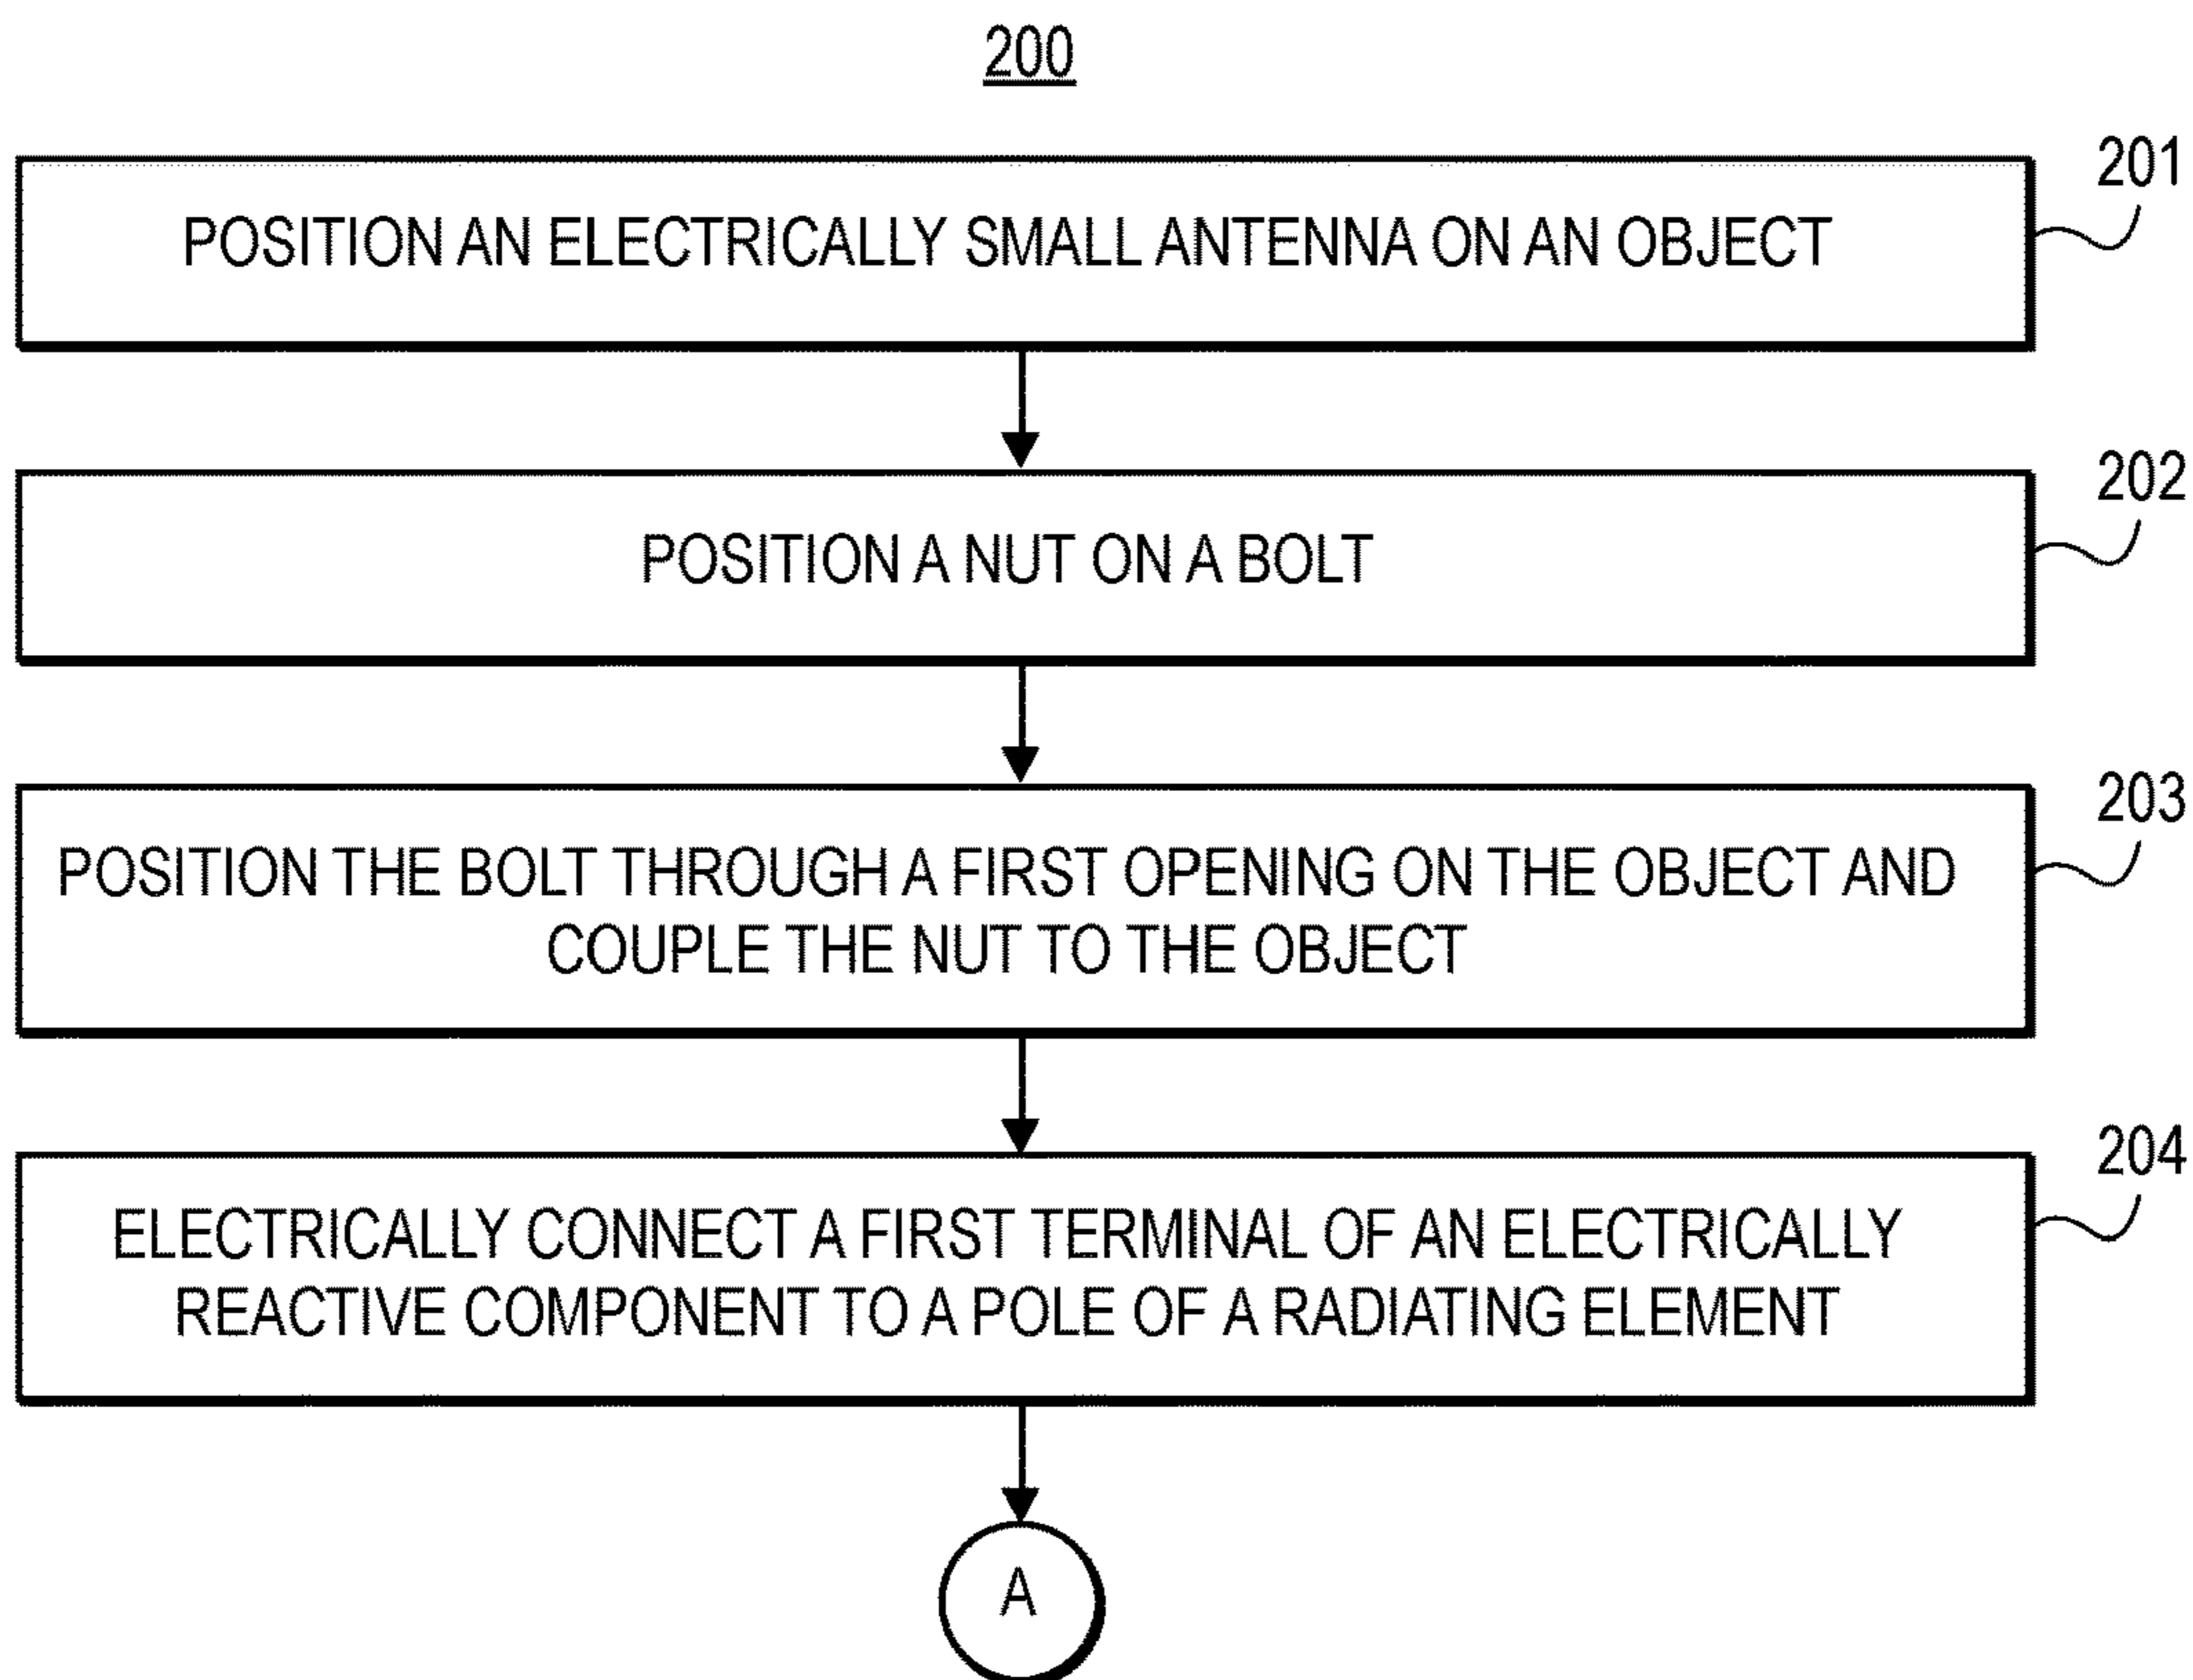 200
201
POSITION AN ELECTRICALLY SMALL ANTENNA ON AN OBJECT
202
POSITION A NUT ON A BOLT
203
POSITION THE BOLT THROUGH A FIRST OPENING ON THE OBJECT AND
COUPLE THE NUT TO THE OBJECT
204
ELECTRICALLY CONNECT A FIRST TERMINAL OF AN ELECTRICALLY
REACTIVE COMPONENT TO A POLE OF A RADIATING ELEMENT
A